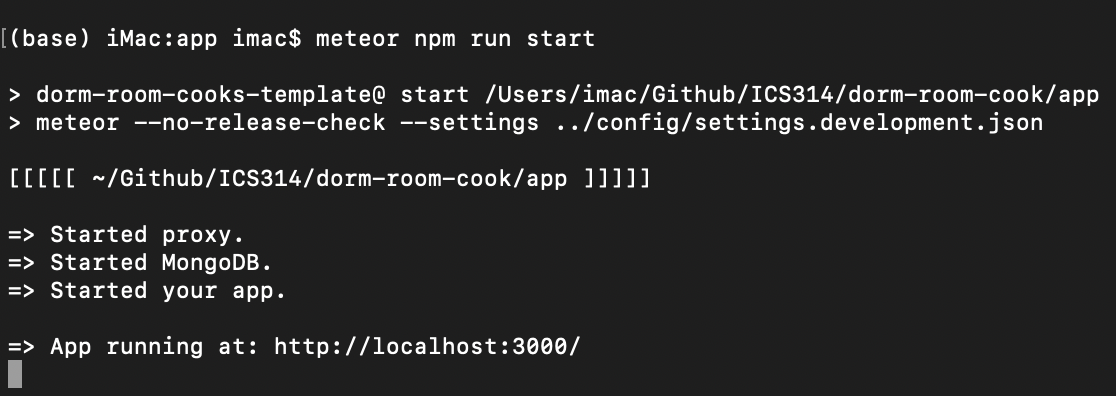 [(base) iMac:app imac$ meteor npm run start
> dorm-room-cooks-template@ start /Users/imac/Github/ICS314/dorm-room-cook/app
> meteor --no-release-check --settings ../config/settings.development.json
[[[[[ ~/Github/ICS314/dorm-room-cook/app ]]]]]
=> Started proxy.
=> Started MongoDB.
=> Started your app.
=> App running at: http://localhost:3000/